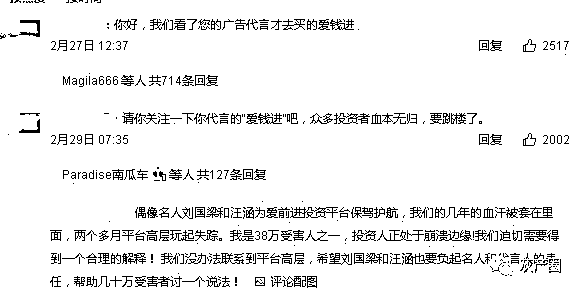 ：你好，我们看了您的广告代言才去买的爱钱进
2月27日 12:37 回复 2517
Magila666等人 共714条回复
请你关注一下你代言的"爱钱进"吧，众多投资者血本无归，要跳楼了。
2月29日 07:35 回复 2002
Paradise南瓜车 等人 共127条回复
偶像名人刘国梁和汪涵为爱前进投资平台保驾护航，我们的几年的血汗被套在里
面，两个多月平台高层玩起失踪。我是38万受害人之一，投资人正处于崩溃边缘!我们迫切需要得
到一个合理的解释！我们没办法联系到平台高层，希望刘国梁和汪涵也要负起名人和代言人的责
任，帮助几十万受害者讨一个说法！ 评论配图
灰产圈